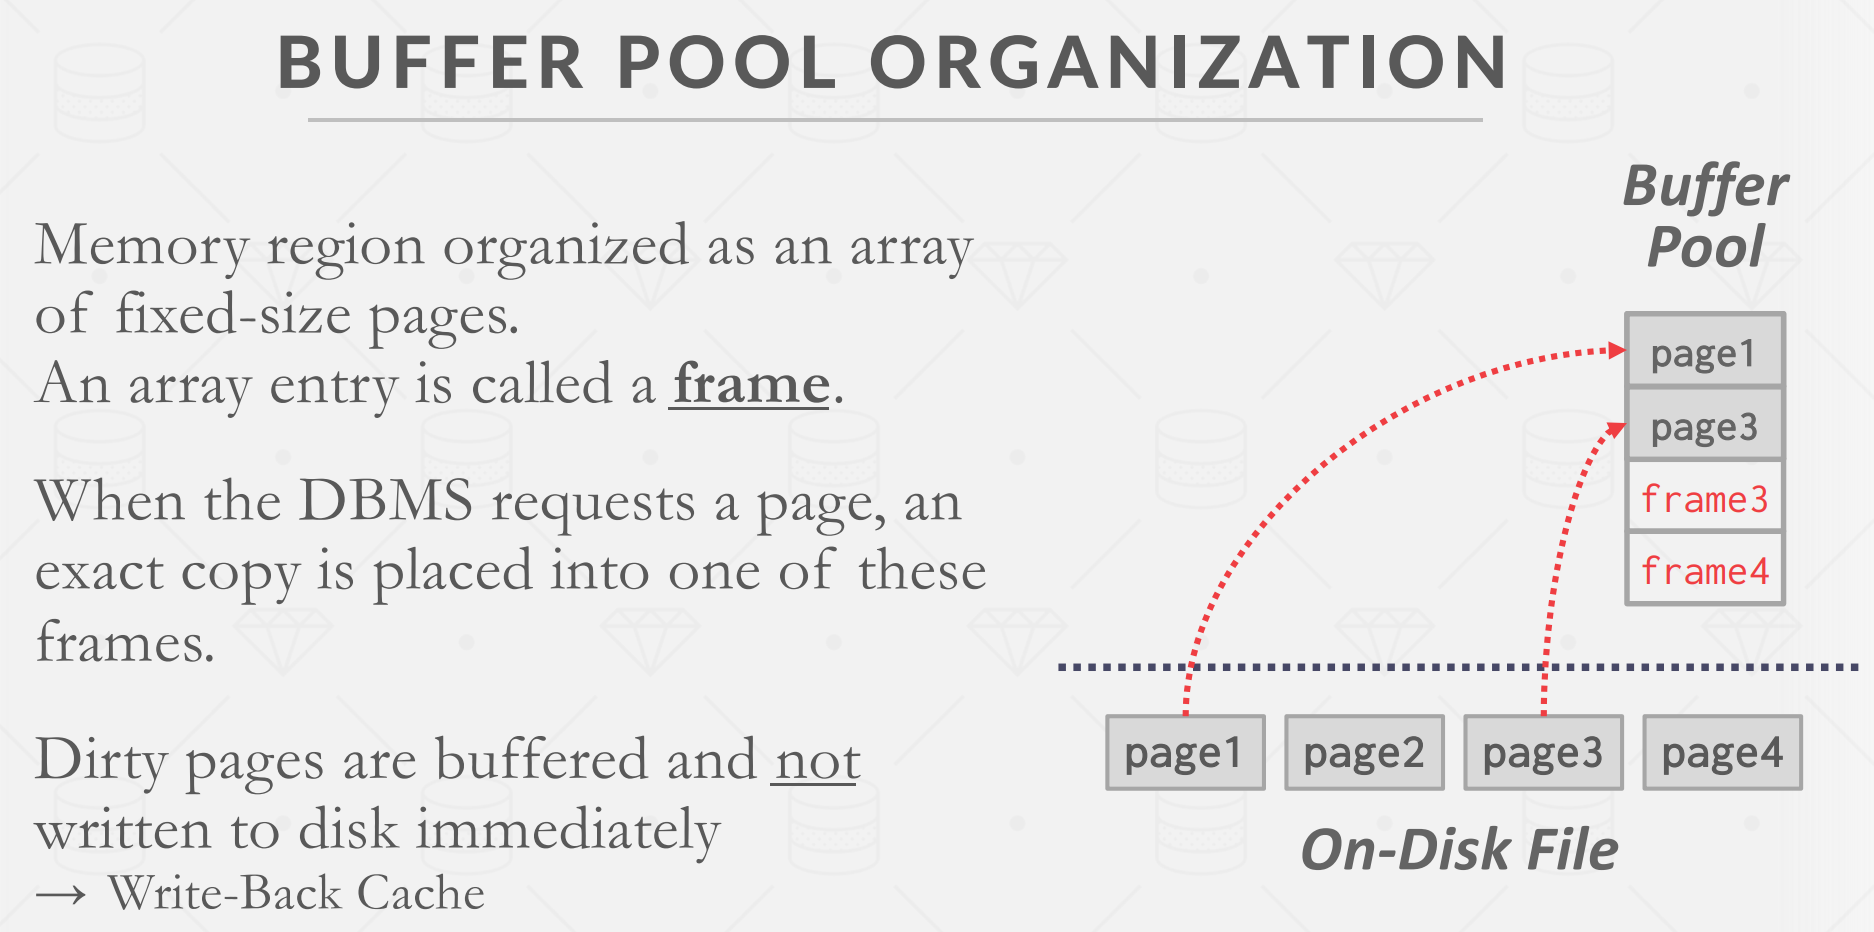 BUFFER POOL ORGANIZATION
Memory region organized as an array
of fixed-size pages.
An array entry is called a frame.
When the DBMS requests a page, an
exact copy is placed into one of these
frames.
Dirty pages are buffered and not
written to disk immediately
→ Write-Back Cache
Buffer
Pool
page1
page3
frame3
frame4
page1 page2 page3 page4
On-Disk File